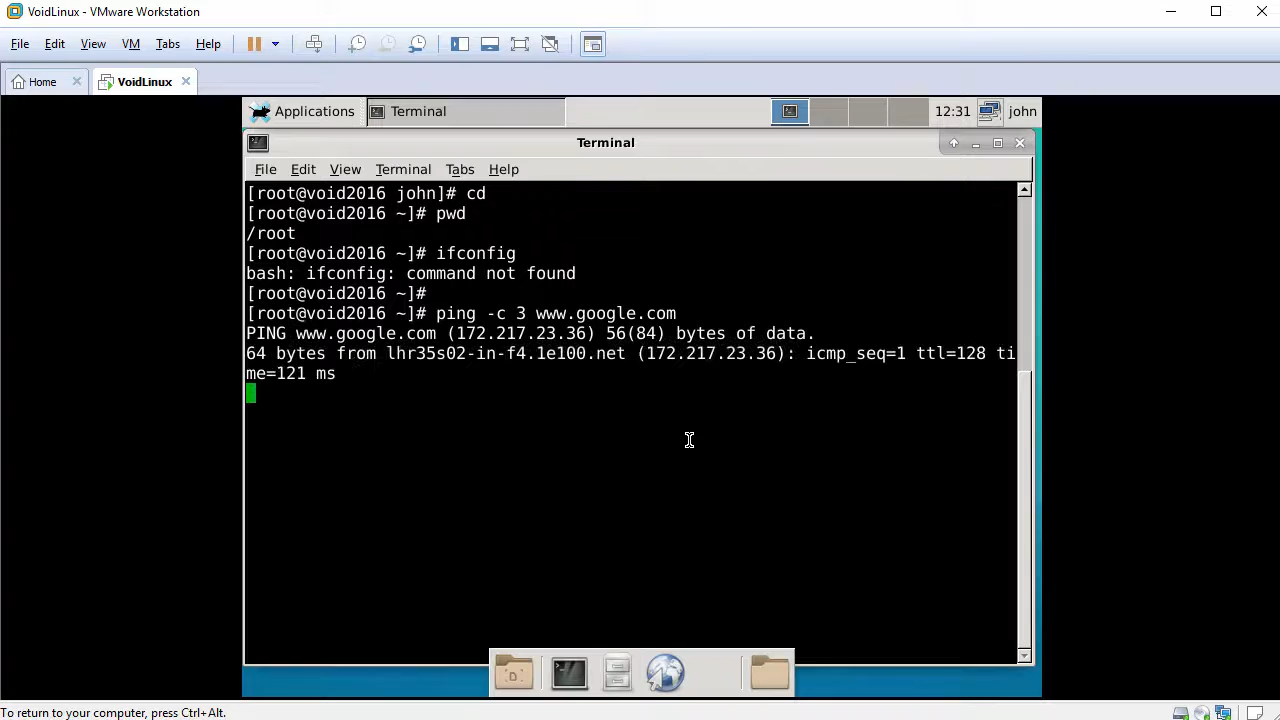 VoidLinux - VMware Workstation
File Edit View VM Tabs Help
Home VoidLinux
Applications Terminal 12:31 john
Terminal
File Edit View Terminal Tabs Help
[root@void2016 john]# cd
[root@void2016 ~]# pwd
/root
[root@void2016 ~]# ifconfig
bash: ifconfig: command not found
[root@void2016 ~]#
[root@void2016 ~]# ping -c 3 www.google.com
PING www.google.com (172.217.23.36) 56(84) bytes of data.
64 bytes from lhr35s02-in-f4.1e100.net (172.217.23.36): icmp_seq=1 ttl=128 ti
me=121 ms
To return to your computer, press Ctrl+Alt.